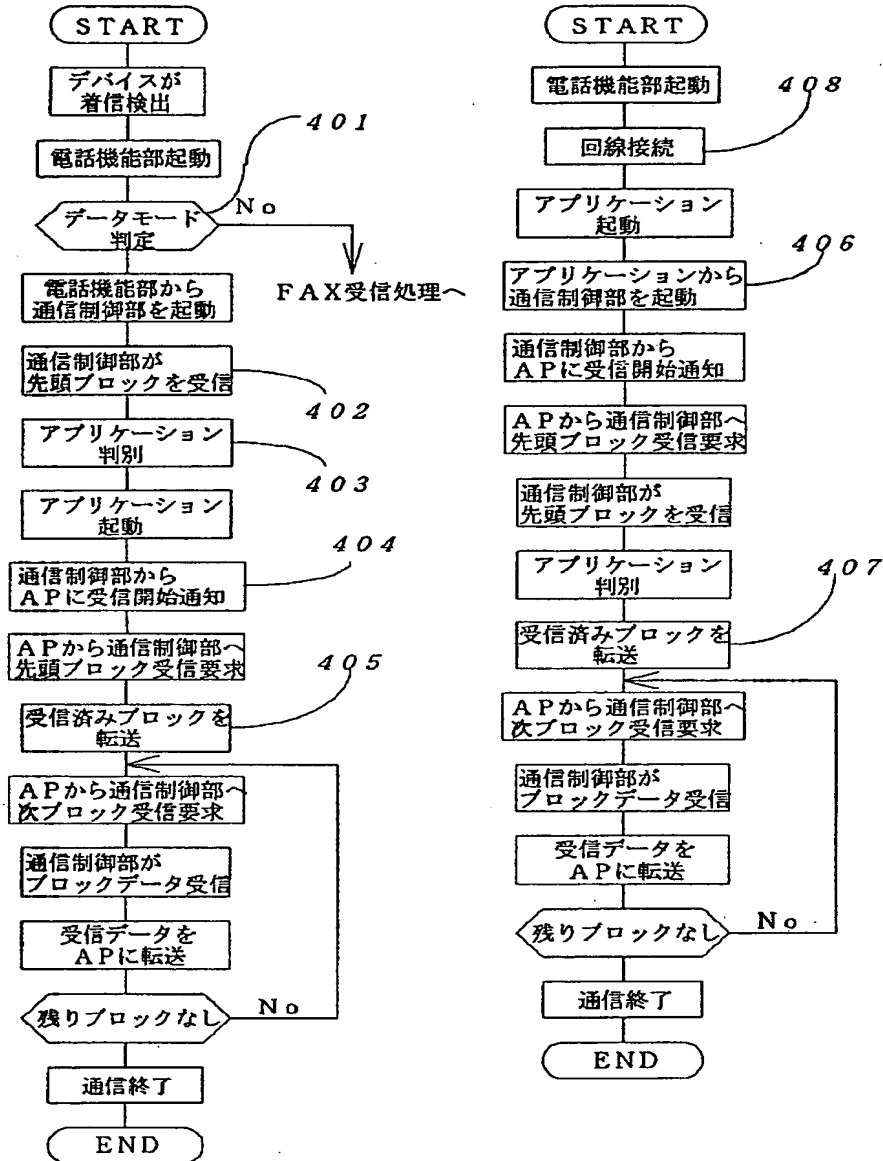 START
デバイスが
着信検出
401
電話機能部起動
データモード
判定
No
FAX受信処理へ
電話機能部から
通信制御部を起動
通信制御部が
先頭ブロックを受信
402
アプリケーション
判別
403
アプリケーション
起動
404
通信制御部から
APに受信開始通知
APから通信制御部へ
先頭ブロック受信要求
405
受信済みブロックを
転送
APから通信制御部へ
次ブロック受信要求
通信制御部が
ブロックデータ受信
受信データを
APに転送
残りブロックなし
No
通信終了
END
START
電話機能部起動
408
回線接続
アプリケーション
起動
406
アプリケーションから
通信制御部を起動
通信制御部から
APに受信開始通知
APから通信制御部へ
先頭ブロック受信要求
通信制御部が
先頭ブロックを受信
アプリケーション
判別
407
受信済みブロックを
転送
APから通信制御部へ
次ブロック受信要求
通信制御部が
ブロックデータ受信
受信データを
APに転送
残りブロックなし
No
通信終了
END